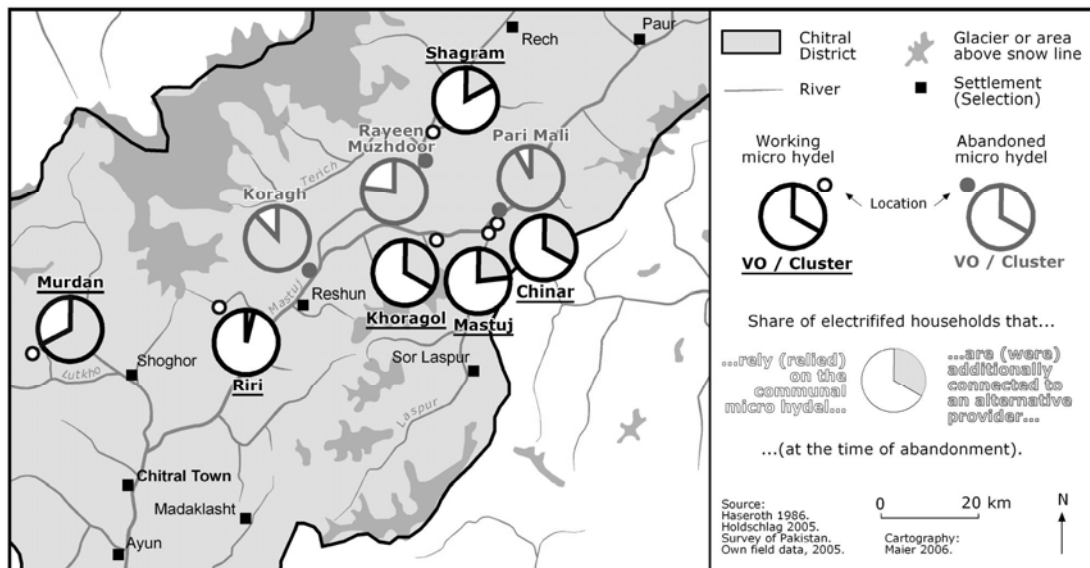 Rech
Paur
Shagram
Rayeen
Muzhdoor
Pari Mali
Terich
Koragh
Murdan
Mastuj
Reshun
Khoragol
Mastuj
Chinar
Shoghor
Lutkho
Riri
Sor Laspur
Laspur
Chitral Town
Madaklasht
Ayun
Chitral
District
River
Glacier or area
above snow line
Settlement
(Selection)
Working
micro hydel
Abandoned
micro hydel
Location
VO / Cluster
VO / Cluster
Share of electrififed households that...
...rely (relied)
on the
communal
micro hydel...
...are (were)
additionally
connected to
an alternative
provider...
...(at the time of abandonment).
Source:
Haseroth 1986.
Holdschlag 2005.
Survey of Pakistan.
Own field data, 2005.
0 20 km
Cartography:
Maier 2006.
N